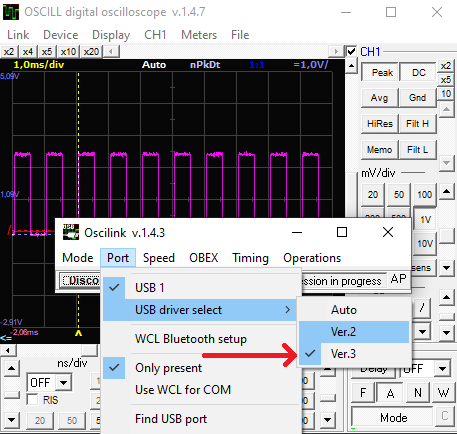 OSCILL digital oscilloscope v.1.4.7
Link Device Display CH1 Meters File
x2 x4 x5 x10 x20
1,0ms/div Auto nPkDt 1:1 =1,0V/
5,09V
1,09V
-2,91V
<= -2,06ms
CH1
Peak DC
x2
x5
10
Avg Gnd
HiRes Filt H
Memo Filt L
mV/div
20 50 100
1V
10V
sens
Oscilink v.1.4.3
Mode Port Speed OBEX Timing Operations
Disco
ession in progress AP
USB 1
USB driver select
WCL Bluetooth setup
Only present
Use WCL for COM
Find USB port
Auto
Ver.2
Ver.3
ns/div
OFF
RIS
20 50
Delay A W F
OFF N
A
Mode C